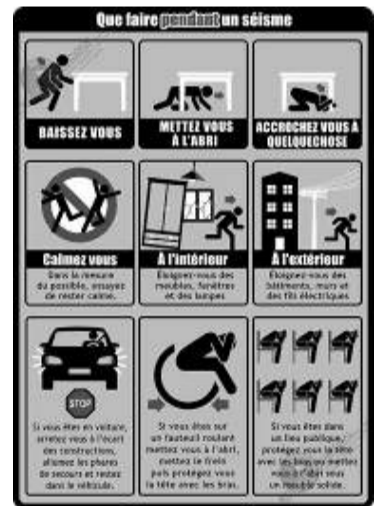 Que faire pendant un séisme
BAISSEZ VOUS
METTEZ VOUS
À L'ABRI
ACCROCHEZ VOUS À
QUELQUECHOSE
Calmez vous
Dans la mesure
du possible, essayez
de rester calme.
À l'intérieur
Éloignez-vous des
meubles, fenêtres
et des lampes
À l'extérieur
Éloignez-vous des
bâtiments, murs et
des fils électriques
STOP
Si vous êtes en voiture,
arretez vous à l'écart
des constructions,
allumez les phares
de secours et restez
dans le véhicule.
Si vous êtes sur
un fauteuil roulant
mettez vous à l'abri,
mettez le frein
puis protégez vous
la tête avec les bras.
Si vous êtes dans
un lieu publique,
protégez vous la tête
avec les bras ou mettez
vous à l'abri sous
un meuble solide.